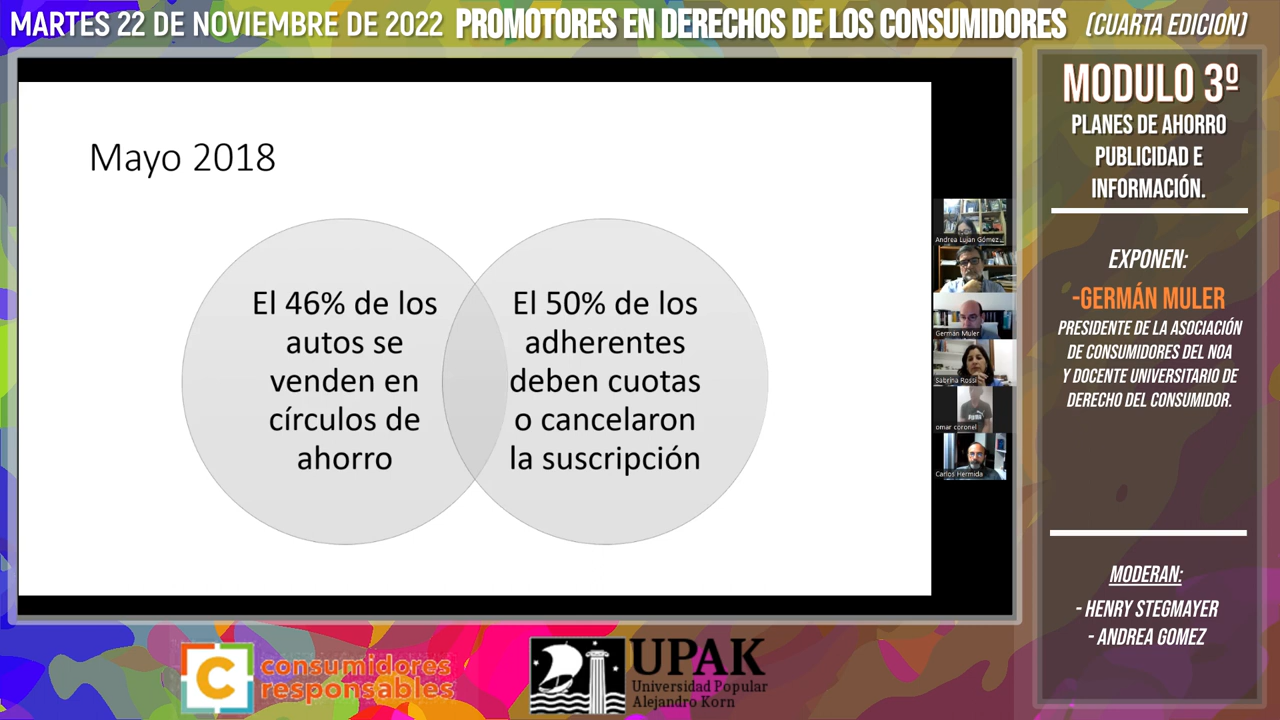 MARTES 22 DE NOVIEMBRE DE 2022 PROMOTORES EN DERECHOS DE LOS CONSUMIDORES (CUARTA EDICION)
Mayo 2018
El 46% de los
autos se
venden en
círculos de
ahorro
El 50% de los
adherentes
deben cuotas
o cancelaron
la suscripción
Andrea Lujan Gómez...
Germán Muler
Sabrina Rossi
omar coronel
Carlos Hermida
MODULO 3º
PLANES DE AHORRO
PUBLICIDAD E
INFORMACIÓN.
EXPONEN:
-GERMÁN MULER
PRESIDENTE DE LA ASOCIACIÓN
DE CONSUMIDORES DEL NOA
Y DOCENTE UNIVERSITARIO DE
DERECHO DEL CONSUMIDOR.
MODERAN:
- HENRY STEGMAYER
- ANDREA GOMEZ
C
consumidores
responsables
UPAK
Universidad Popular
Alejandro Korn